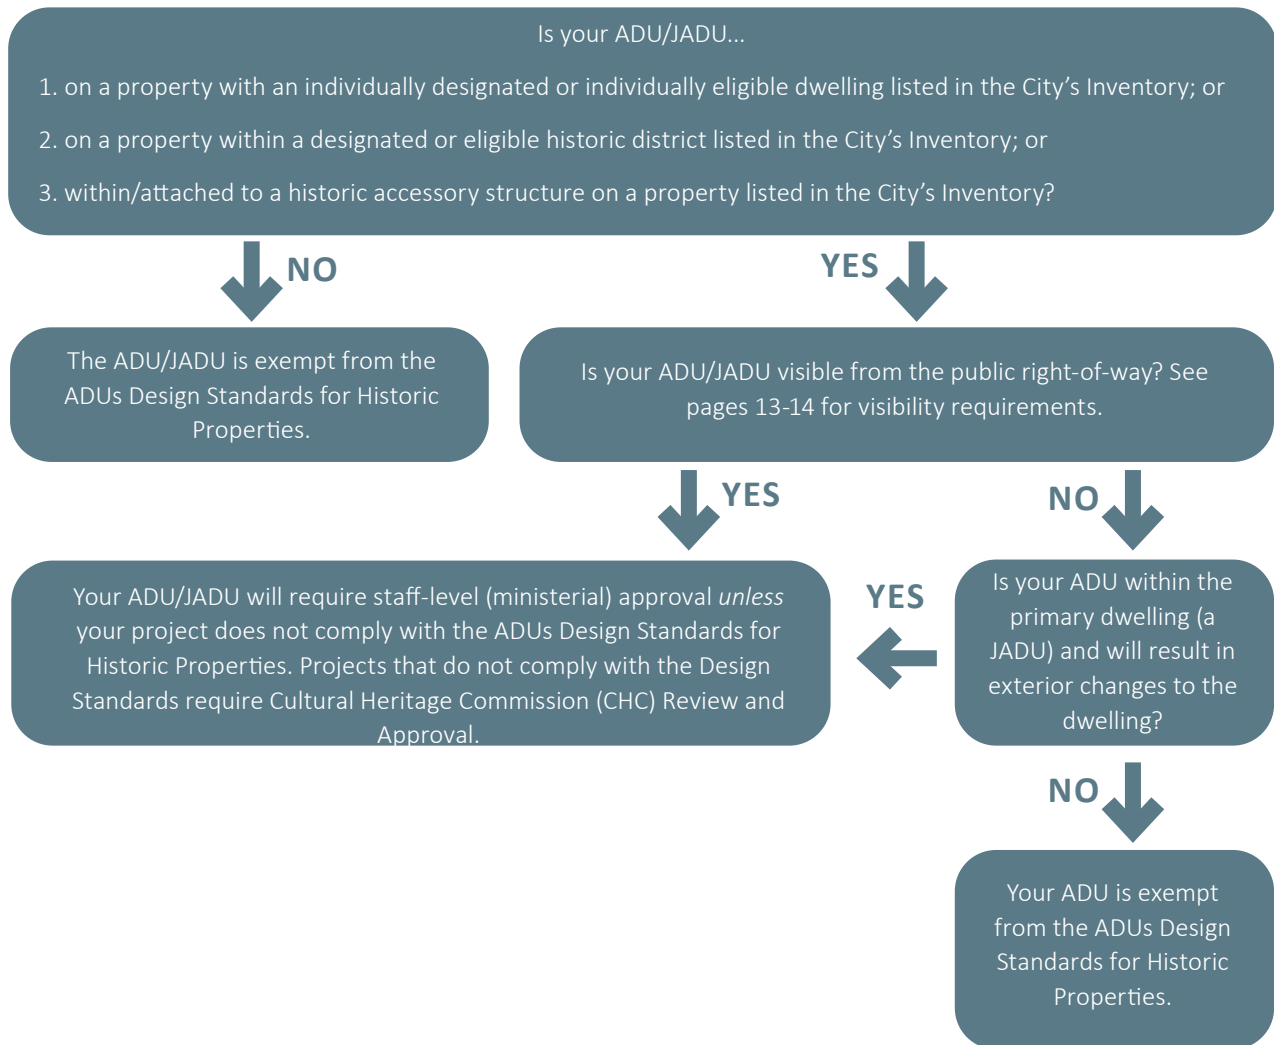 Is your ADU/JADU...
1. on a property with an individually designated or individually eligible dwelling listed in the City’s Inventory; or
2. on a property within a designated or eligible historic district listed in the City’s Inventory; or
3. within/attached to a historic accessory structure on a property listed in the City’s Inventory?
NO
YES
The ADU/JADU is exempt from the
ADUs Design Standards for Historic
Properties.
Is your ADU/JADU visible from the public right-of-way? See
pages 13-14 for visibility requirements.
YES
NO
Your ADU/JADU will require staff-level (ministerial) approval unless
your project does not comply with the ADUs Design Standards for
Historic Properties. Projects that do not comply with the Design
Standards require Cultural Heritage Commission (CHC) Review and
Approval.
YES
Is your ADU within the
primary dwelling (a
JADU) and will result in
exterior changes to the
dwelling?
NO
Your ADU is exempt
from the ADUs Design
Standards for Historic
Properties.